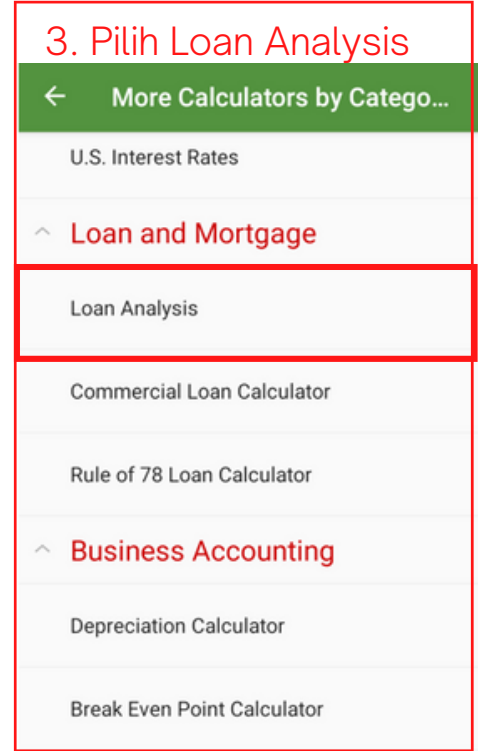 3. Pilih Loan Analysis
More Calculators by Catego...
U.S. Interest Rates
Loan and Mortgage
Loan Analysis
Commercial Loan Calculator
Rule of 78 Loan Calculator
Business Accounting
Depreciation Calculator
Break Even Point Calculator